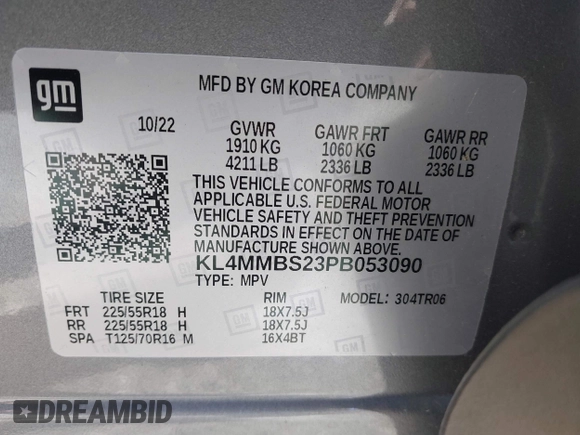 gm
MFD BY GM KOREA COMPANY
10/22
GVWR GAWR FRT GAWR RR
1910 KG 1060 KG 1060 KG
4211 LB 2336 LB 2336 LB
THIS VEHICLE CONFORMS TO ALL
APPLICABLE U.S. FEDERAL MOTOR
VEHICLE SAFETY AND THEFT PREVENTION
STANDARDS IN EFFECT ON THE DATE OF
MANUFACTURE SHOWN ABOVE.
KL4MMBS23PB053090
TYPE: MPV
TIRE SIZE RIM MODEL: 304TR06
FRT 225/55R18 H 18X7.5J
RR 225/55R18 H 18X7.5J
SPA T125/70R16 M 16X4BT
DREAMBID